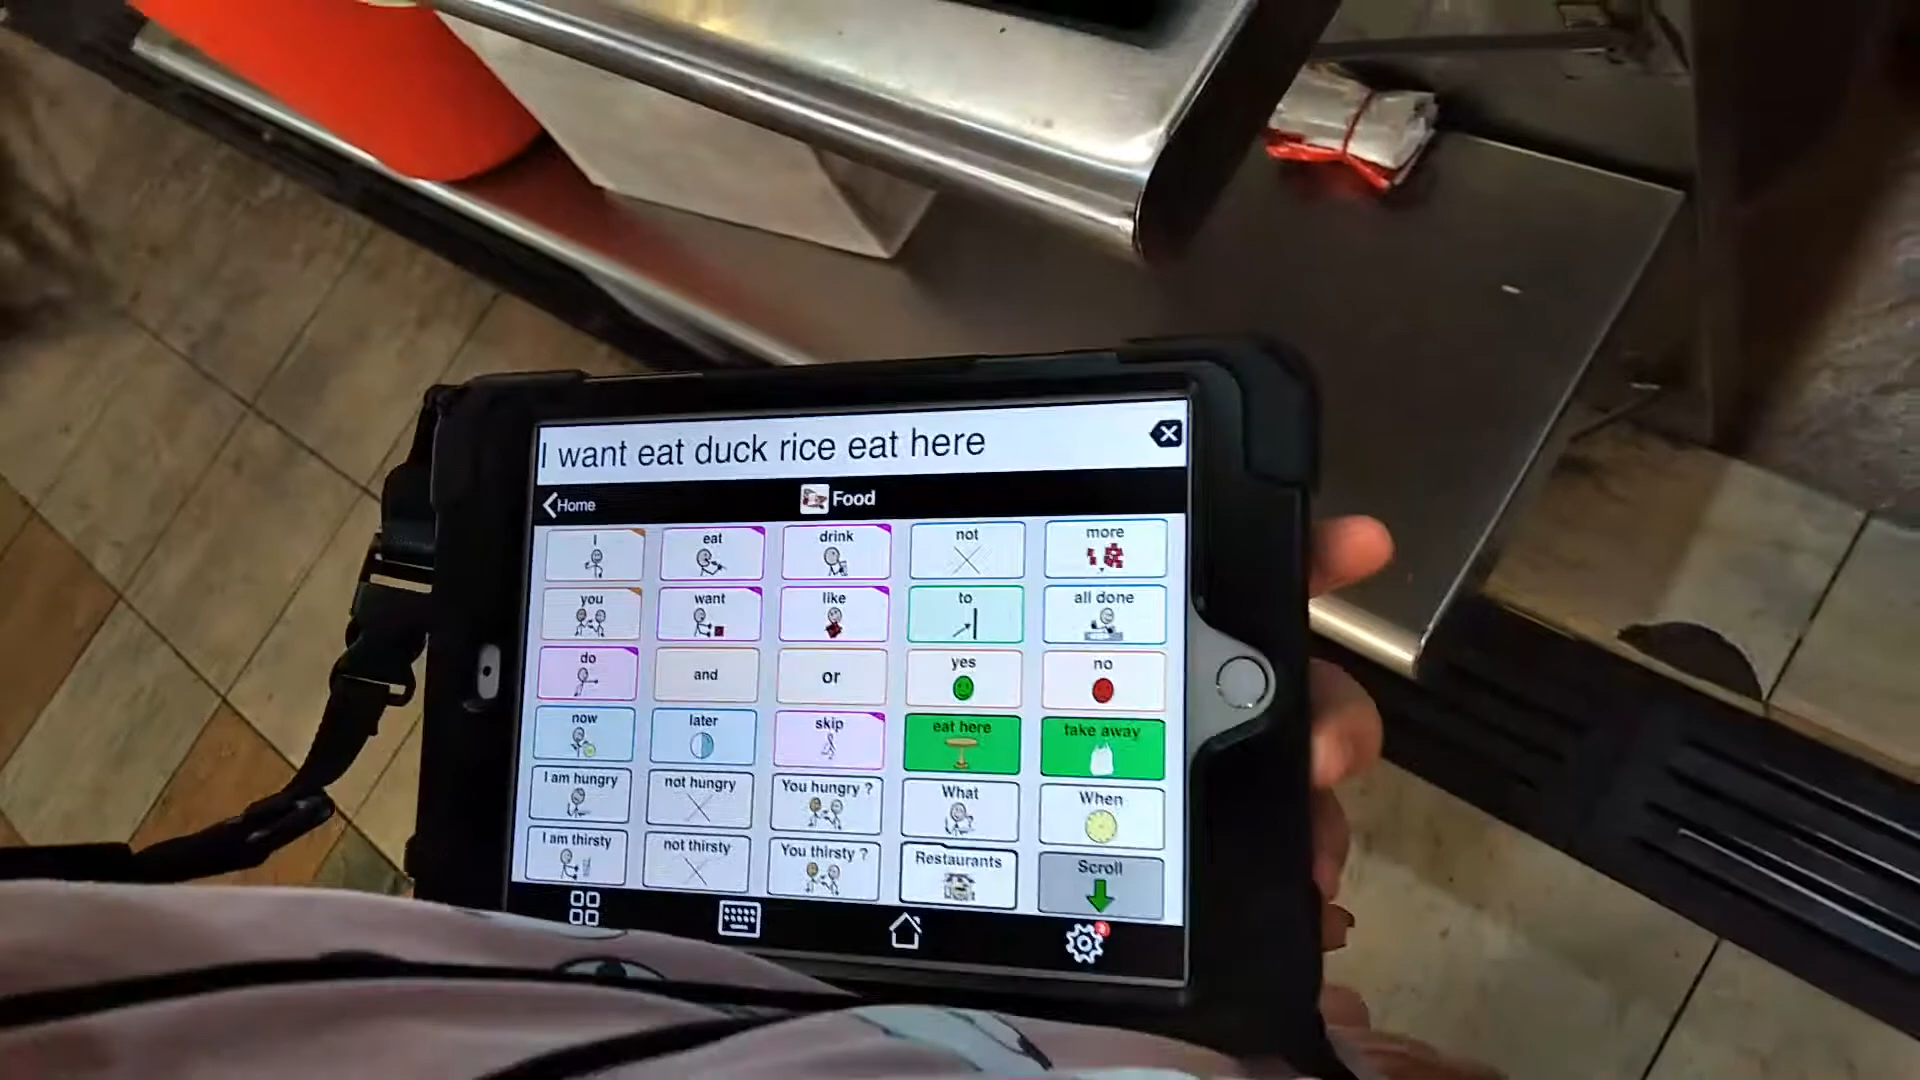 I want eat duck rice eat here
Home
Food
I
eat
drink
not
more
you
want
like
to
all done
do
and
or
yes
no
now
later
skip
eat here
take away
I am hungry
not hungry
You hungry ?
What
When
I am thirsty
not thirsty
You thirsty ?
Restaurants
Scroll